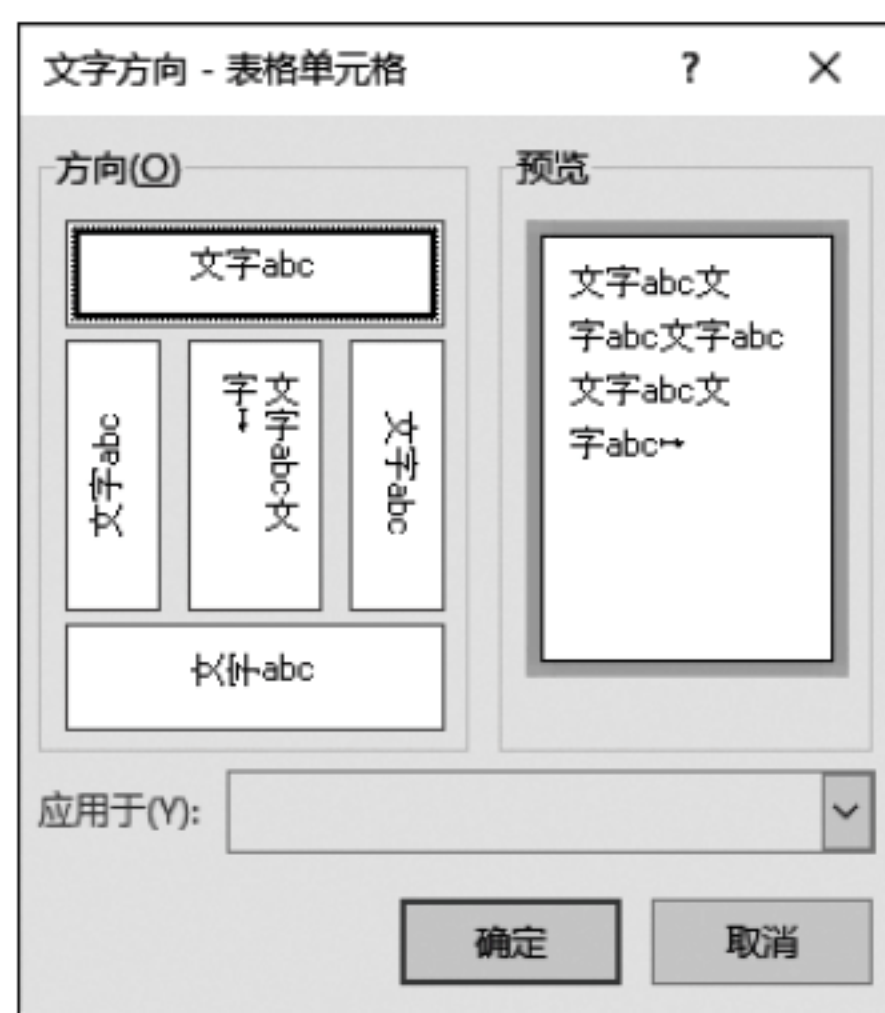 文字方向 - 表格单元格 ? ×
方向(O)
文字abc
文字abc
文字abc文
字
文字abc
文字abc
预览
文字abc文
字abc文字abc
文字abc文
字abc
应用于(Y):
确定
取消